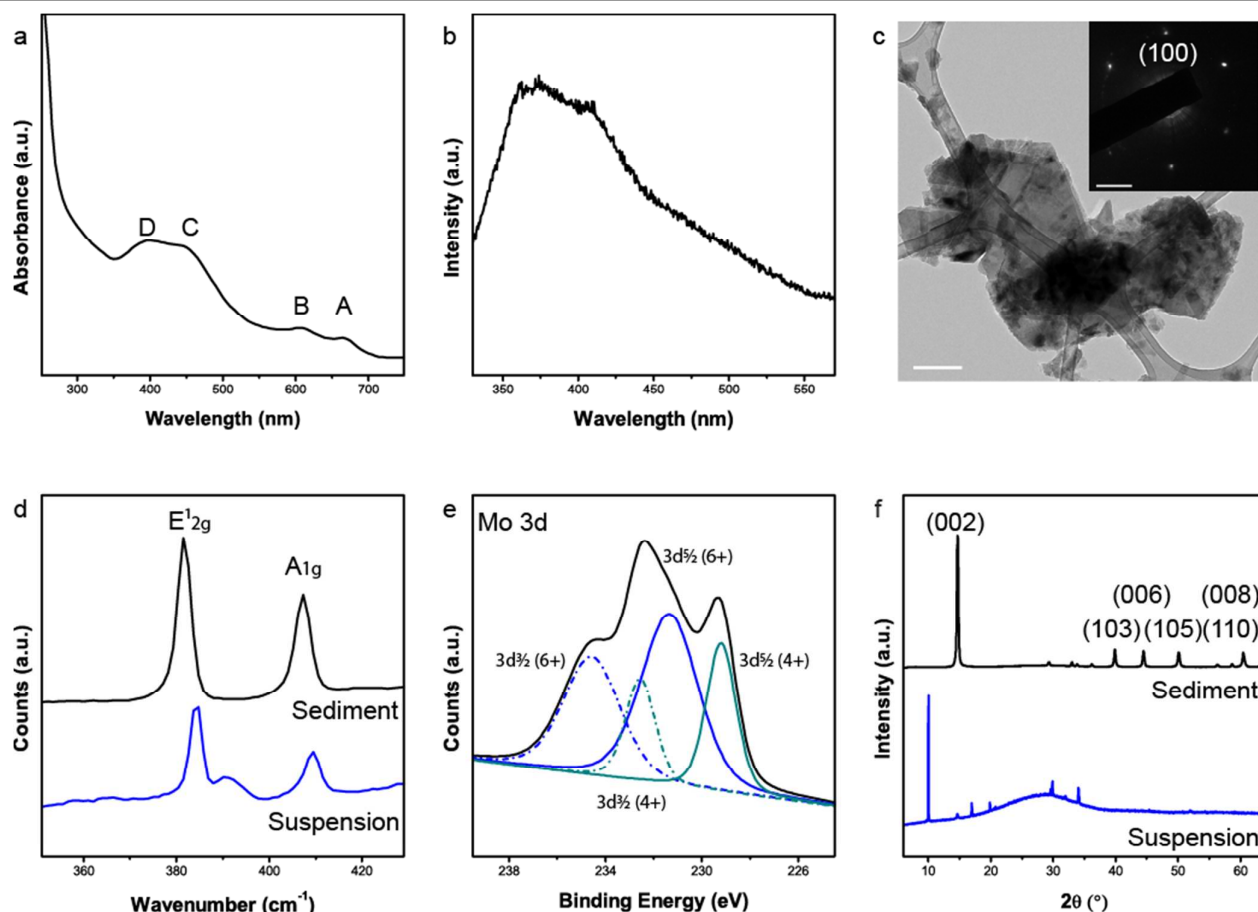 a
Absorbance (a.u.)
D
C
B
A
300
400
500
600
700
Wavelength (nm)
b
Intensity (a.u.)
350
400
450
500
550
Wavelength (nm)
c
(100)
d
Counts (a.u.)
E¹2g
A1g
Sediment
Suspension
360
380
400
420
Wavenumber (cm⁻¹)
e
Mo 3d
Counts (a.u.)
3d⁵⁄₂ (6+)
3d³⁄₂ (6+)
3d⁵⁄₂ (4+)
3d³⁄₂ (4+)
238
234
230
226
Binding Energy (eV)
f
Intensity (a.u.)
(002)
(006)
(008)
(103)
(105)
(110)
Sediment
Suspension
10
20
30
40
50
60
2θ (°)